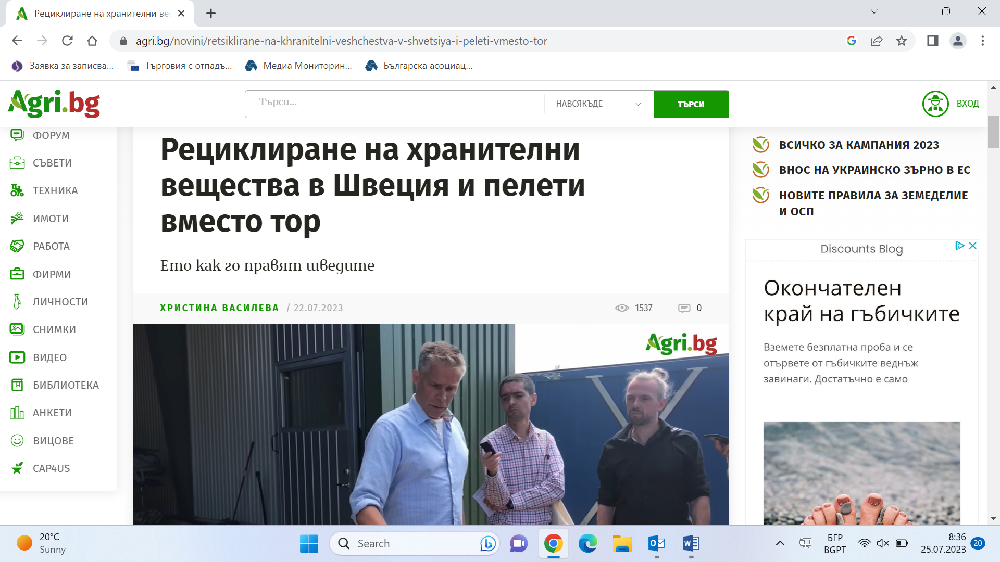 Рециклиране на хранителни ве
agri.bg/novini/retsiklirane-na-khranitelni-veshchestva-v-shvetsiya-i-peleti-vmesto-tor
Заявка за записва...
Търговия с отпадъ...
Медиа Мониторин...
Българска асоциац...
Agri.bg
Търси...
НАВСЯКЪДЕ
ТЪРСИ
ВХОД
ФОРУМ
СЪВЕТИ
ТЕХНИКА
ИМОТИ
РАБОТА
ФИРМИ
ЛИЧНОСТИ
СНИМКИ
ВИДЕО
БИБЛИОТЕКА
АНКЕТИ
ВИЦОВЕ
CAP4US
Рециклиране на хранителни
вещества в Швеция и пелети
вместо тор
Ето как го правят шведите
ХРИСТИНА ВАСИЛЕВА / 22.07.2023
1537
0
Agri.bg
ВСИЧКО ЗА КАМПАНИЯ 2023
ВНОС НА УКРАИНСКО ЗЪРНО В ЕС
НОВИТЕ ПРАВИЛА ЗА ЗЕМЕДЕЛИЕ
И ОСП
Discounts Blog
Окончателен
край на гъбичките
Вземете безплатна проба и се
отървете от гъбичките веднъж
завинаги. Достатъчно е само
20°C
Sunny
Search
БГР
BGPT
8:36
25.07.2023
20